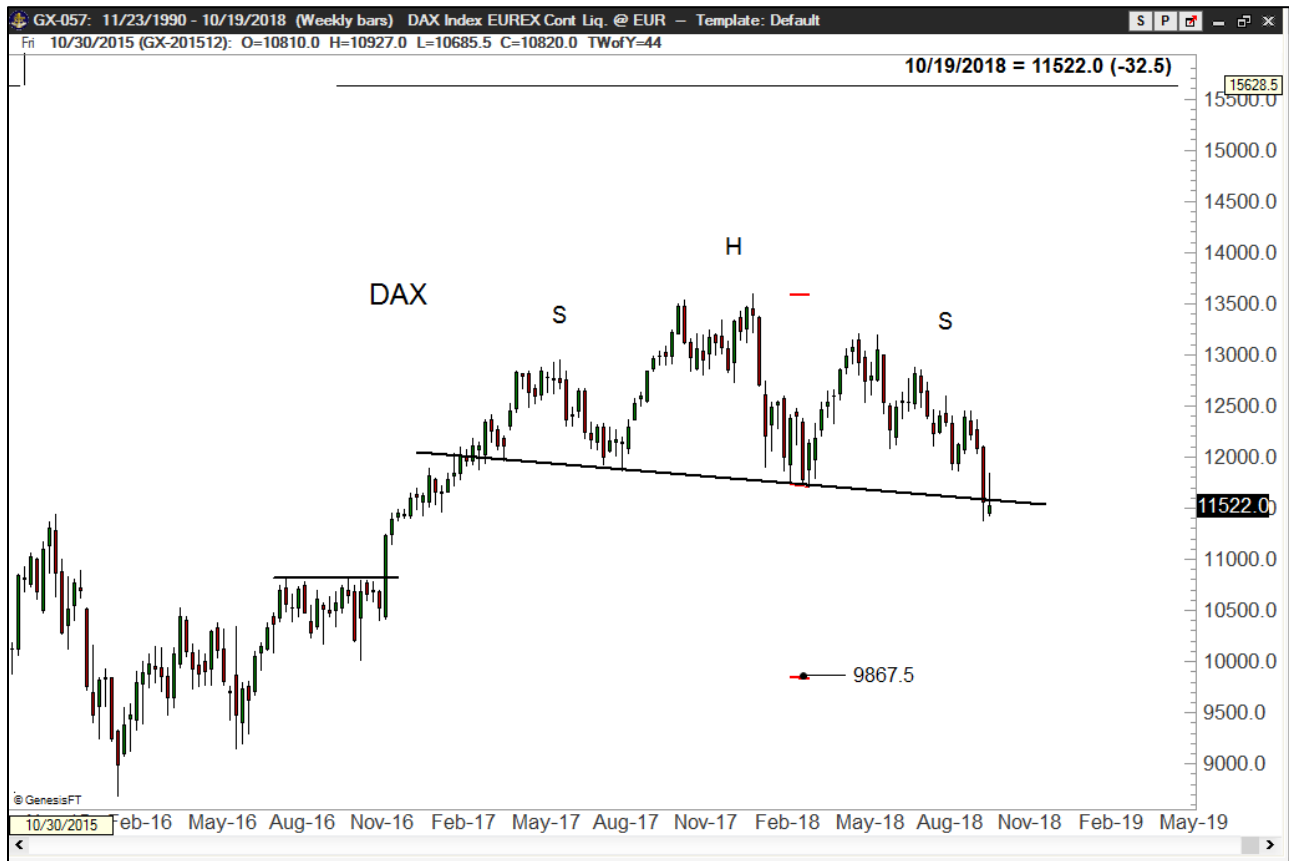 GX-057: 11/23/1990 - 10/19/2018 (Weekly bars) DAX Index EUREX Cont Liq. @ EUR – Template: Default
S P
Fri 10/30/2015 (GX-201512): O=10810.0 H=10927.0 L=10685.5 C=10820.0 TWofY=44
10/19/2018 = 11522.0 (-32.5)
15628.5
15500.0
15000.0
14500.0
H
14000.0
DAX
13500.0
S
S
13000.0
12500.0
12000.0
11522.0
11000.0
10500.0
10000.0
9867.5
9500.0
9000.0
© GenesisFT
10/30/2015 Feb-16 May-16 Aug-16 Nov-16 Feb-17 May-17 Aug-17 Nov-17 Feb-18 May-18 Aug-18 Nov-18 Feb-19 May-19